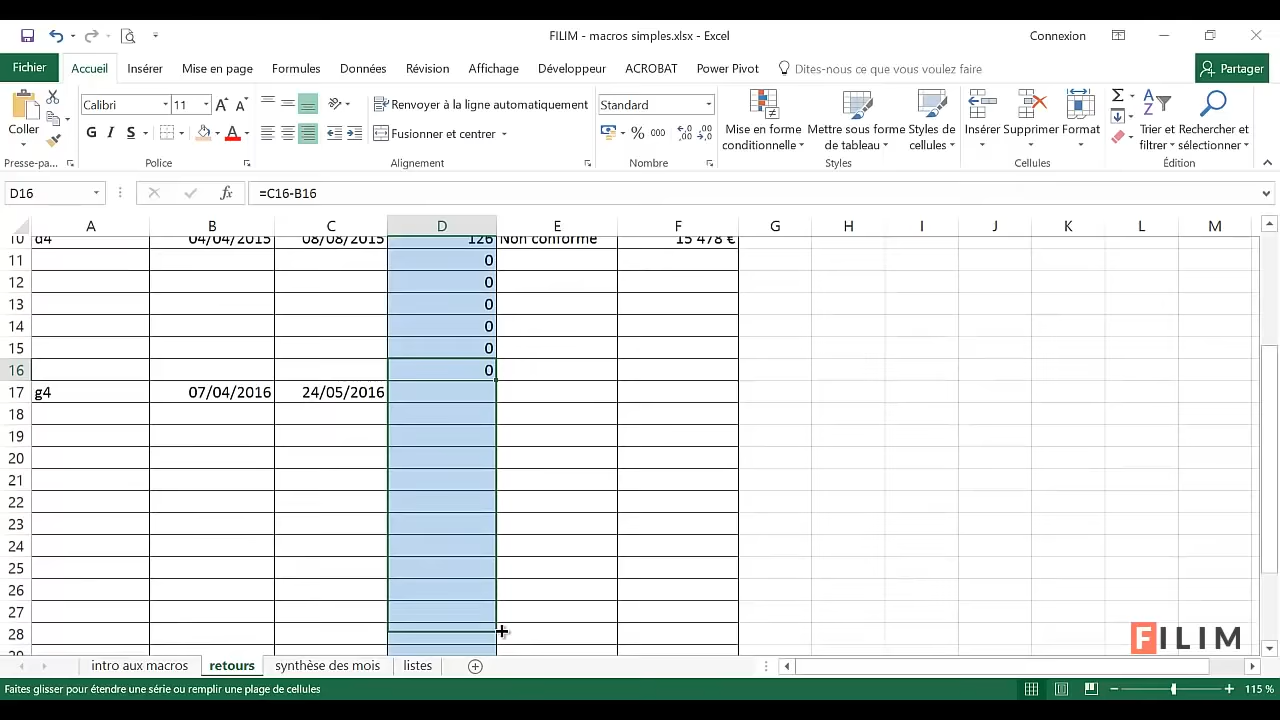 FILIM - macros simples.xlsx - Excel
Connexion
Fichier Accueil Insérer Mise en page Formules Données Révision Affichage Développeur ACROBAT Power Pivot Dites-nous ce que vous voulez faire Partager
Calibri 11 Renvoyer à la ligne automatiquement Standard
Coller G I S Fusionner et centrer % 000 Mise en forme conditionnelle Mettre sous forme de tableau Styles de cellules Insérer Supprimer Format Trier et filtrer Rechercher et sélectionner
Presse-pa... Police Alignement Nombre Styles Cellules Édition
D16 fx =C16-B16
A B C D E F G H I J K L M
10 d4 04/04/2015 08/08/2015 126 Non conforme 15 478 €
11 0
12 0
13 0
14 0
15 0
16 0
17 g4 07/04/2016 24/05/2016
18
19
20
21
22
23
24
25
26
27
28
FILIM
intro aux macros retours synthèse des mois listes
Faites glisser pour étendre une série ou remplir une plage de cellules 115 %